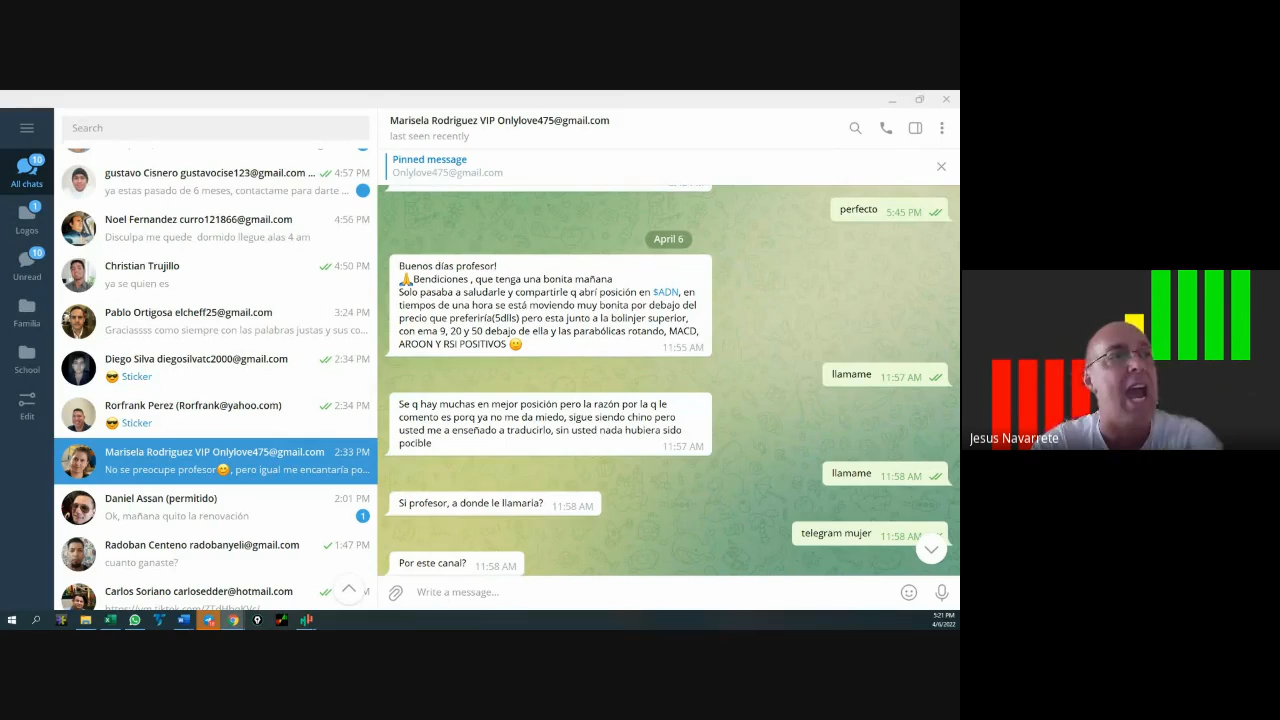 Search
All chats
10
Logos
1
Unread
10
Familia
School
Edit
gustavo Cisnero gustavocise123@gmail.com ... 4:57 PM
ya estas pasado de 6 meses, contactame para darte ...
Noel Fernandez curro121866@gmail.com 4:56 PM
Disculpa me quede dormido llegue alas 4 am
Christian Trujillo 4:50 PM
ya se quien es
Pablo Ortigosa elcheff25@gmail.com 3:24 PM
Graciassss como siempre con las palabras justas y sus co...
Diego Silva diegosilvatc2000@gmail.com 2:34 PM
😎 Sticker
Rorfrank Perez (Rorfrank@yahoo.com) 2:34 PM
😎 Sticker
Marisela Rodriguez VIP Onlylove475@gmail.com 2:33 PM
No se preocupe profesor😊, pero igual me encantaría po...
Daniel Assan (permitido) 2:01 PM
Ok, mañana quito la renovación 1
Radoban Centeno radobanyeli@gmail.com 1:47 PM
cuanto ganaste?
Carlos Soriano carlosedder@hotmail.com
Marisela Rodriguez VIP Onlylove475@gmail.com
last seen recently
Pinned message
Onlylove475@gmail.com
perfecto 5:45 PM
April 6
Buenos días profesor!
🙏Bendiciones , que tenga una bonita mañana
Solo pasaba a saludarle y compartirle q abrí posición en $ADN, en
tiempos de una hora se está moviendo muy bonita por debajo del
precio que preferiría(5dlls) pero esta junto a la bolinjer superior,
con ema 9, 20 y 50 debajo de ella y las parabólicas rotando, MACD,
AROON Y RSI POSITIVOS 🙂 11:55 AM
llamame 11:57 AM
Se q hay muchas en mejor posición pero la razón por la q le
comento es porq ya no me da miedo, sigue siendo chino pero
usted me a enseñado a traducirlo, sin usted nada hubiera sido
pocible 11:57 AM
llamame 11:58 AM
Si profesor, a donde le llamaria? 11:58 AM
telegram mujer 11:58 AM
Por este canal? 11:58 AM
Write a message...
5:21 PM
4/6/2022
Jesus Navarrete